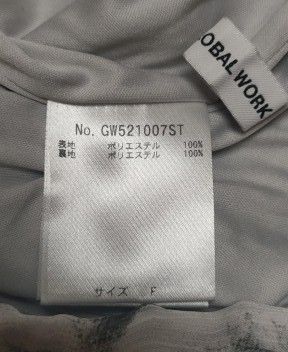 OBAL WORK
No. GW521007ST
表地 ポリエステル 100%
裏地 ポリエステル 100%
サイズ F